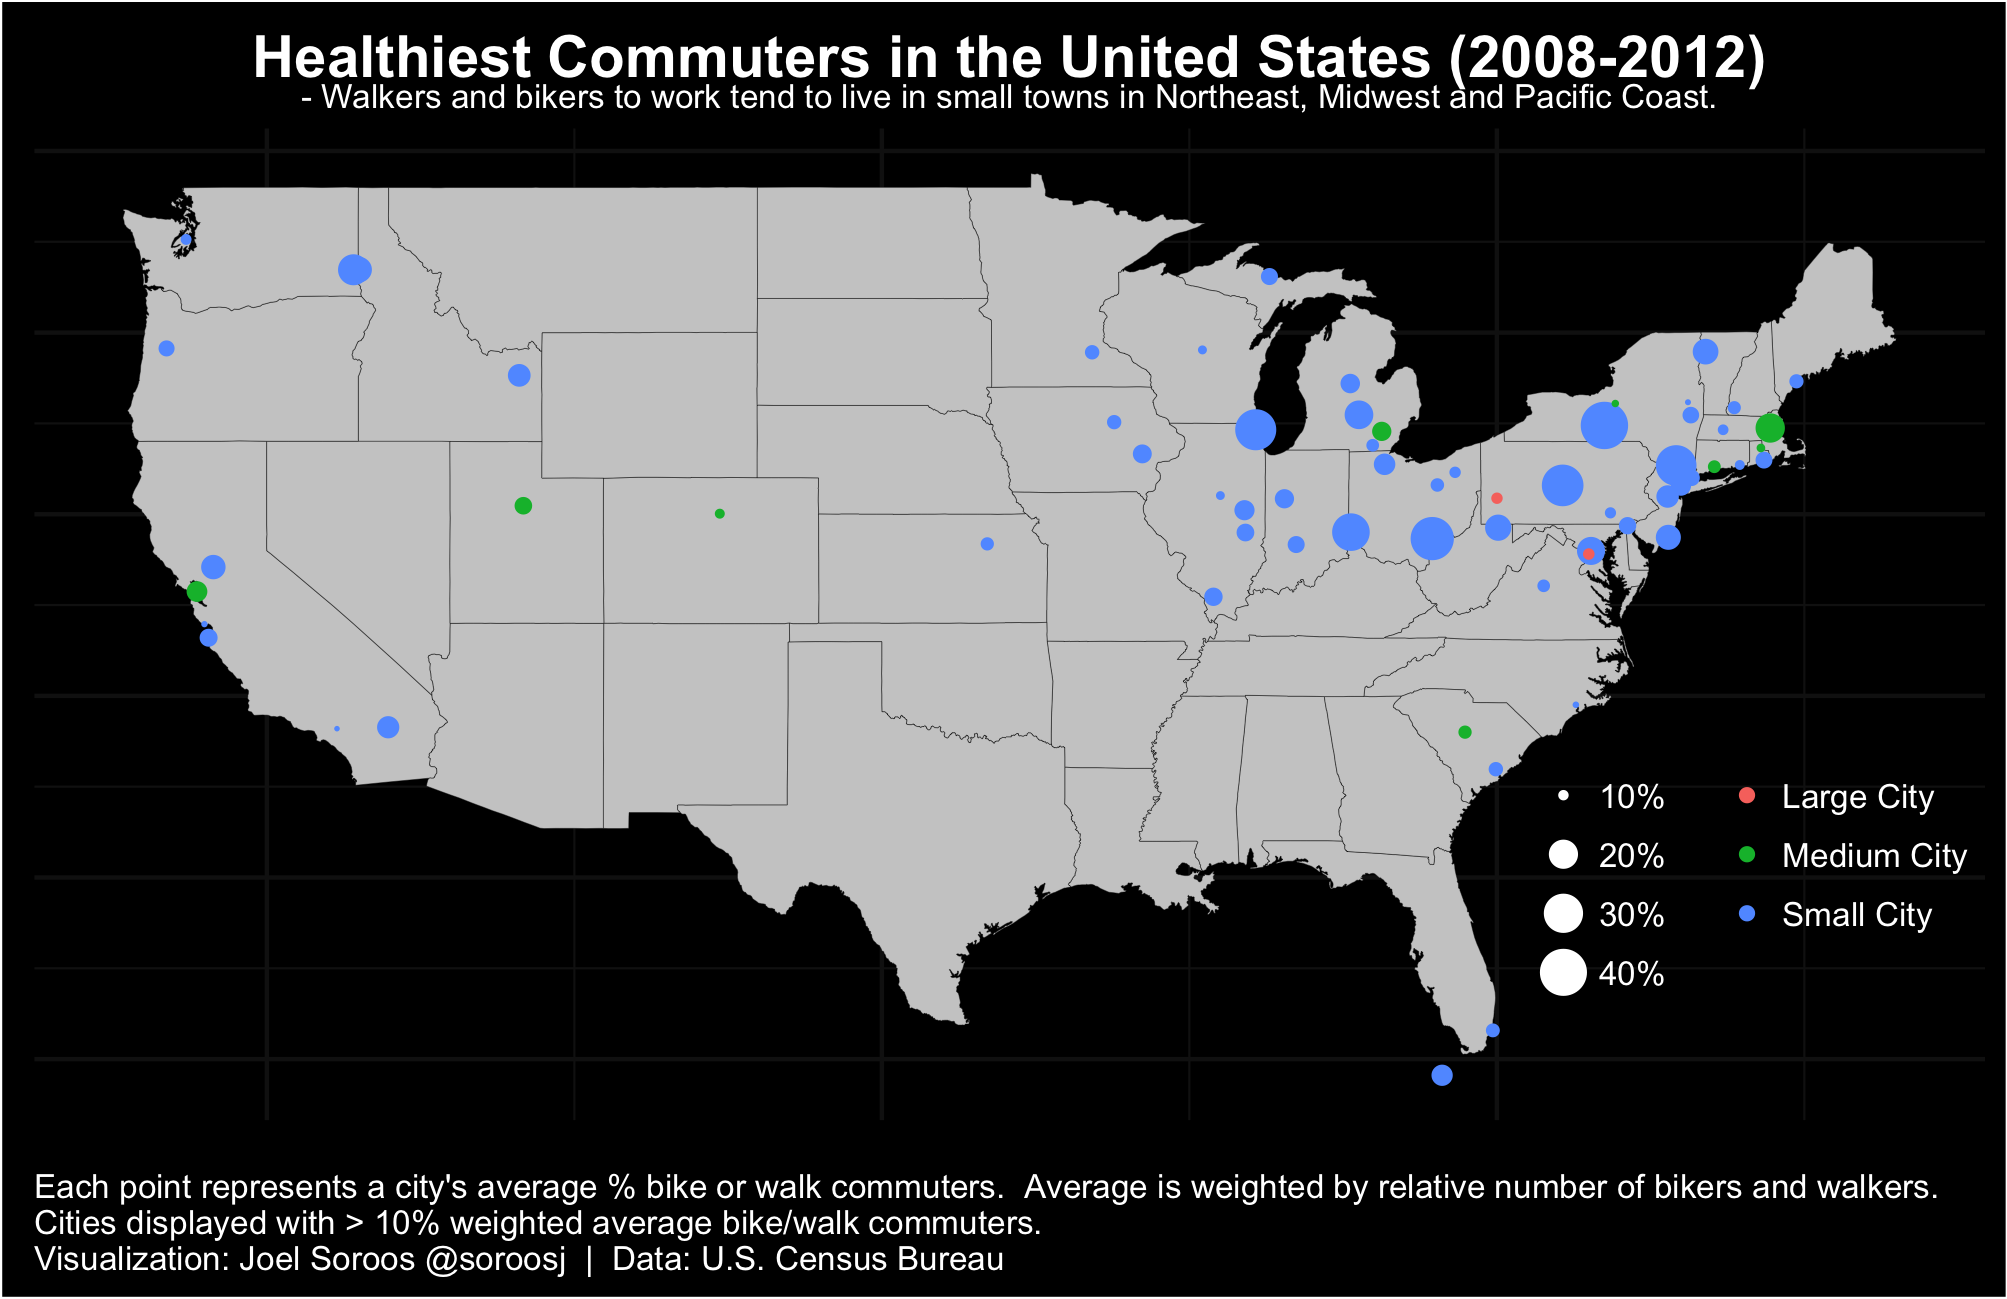 Healthiest Commuters in the United States (2008-2012)
- Walkers and bikers to work tend to live in small towns in Northeast, Midwest and Pacific Coast.
10%
20%
30%
40%
Large City
Medium City
Small City
Each point represents a city's average % bike or walk commuters.  Average is weighted by relative number of bikers and walkers.
Cities displayed with > 10% weighted average bike/walk commuters.
Visualization: Joel Soroos @soroosj  |  Data: U.S. Census Bureau